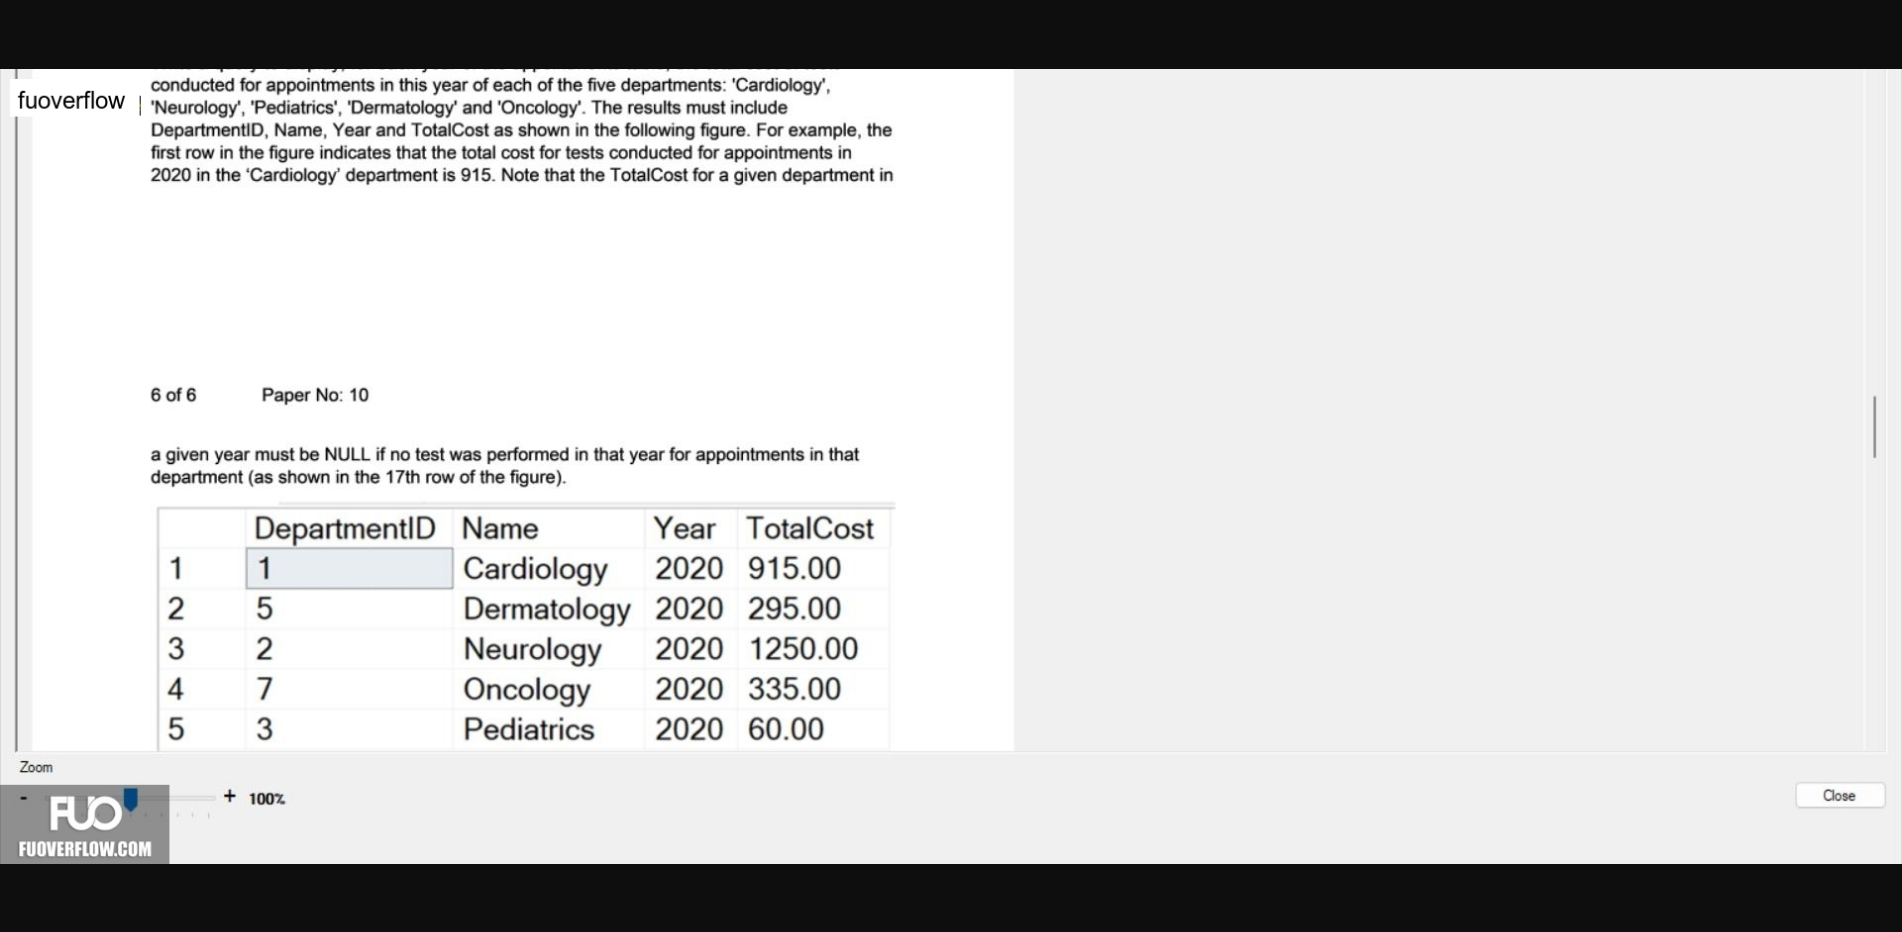 conducted for appointments in this year of each of the five departments: 'Cardiology',
fuoverflow
'Neurology', 'Pediatrics', 'Dermatology' and 'Oncology'. The results must include
DepartmentID, Name, Year and TotalCost as shown in the following figure. For example, the
first row in the figure indicates that the total cost for tests conducted for appointments in
2020 in the 'Cardiology' department is 915. Note that the TotalCost for a given department in
6 of 6 Paper No: 10
a given year must be NULL if no test was performed in that year for appointments in that
department (as shown in the 17th row of the figure).
DepartmentID Name Year TotalCost
1 1 Cardiology 2020 915.00
2 5 Dermatology 2020 295.00
3 2 Neurology 2020 1250.00
4 7 Oncology 2020 335.00
5 3 Pediatrics 2020 60.00
Zoom
- + 100%
Close
FUO
FUOVERFLOW.COM